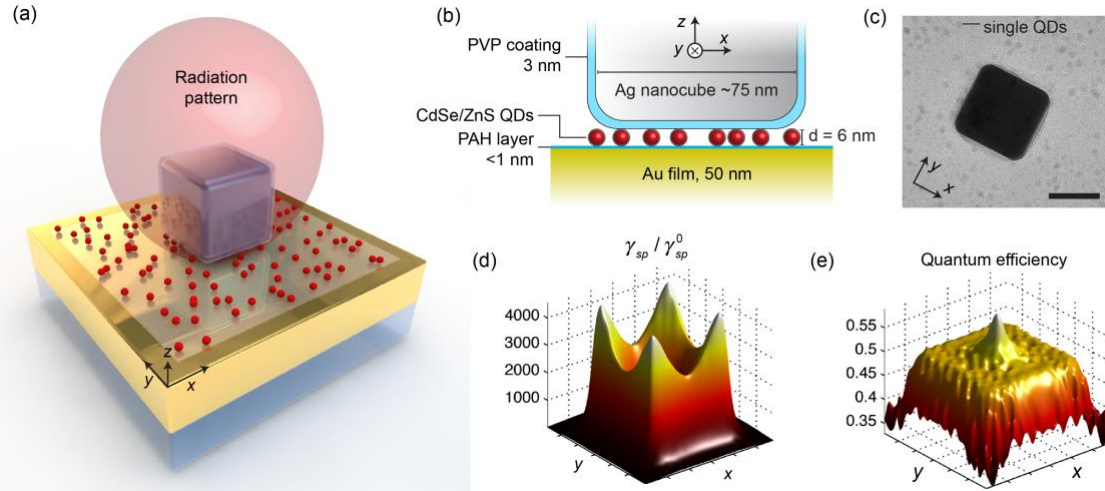 (a)
Radiation
pattern
z
y
x
(b)
PVP coating
3 nm
z
y
x
Ag nanocube ~75 nm
CdSe/ZnS QDs
PAH layer
<1 nm
d = 6 nm
Au film, 50 nm
(c)
single QDs
y
x
(d)
γsp / γ⁰sp
4000
3000
2000
1000
y
x
(e)
Quantum efficiency
0.55
0.5
0.45
0.4
0.35
y
x